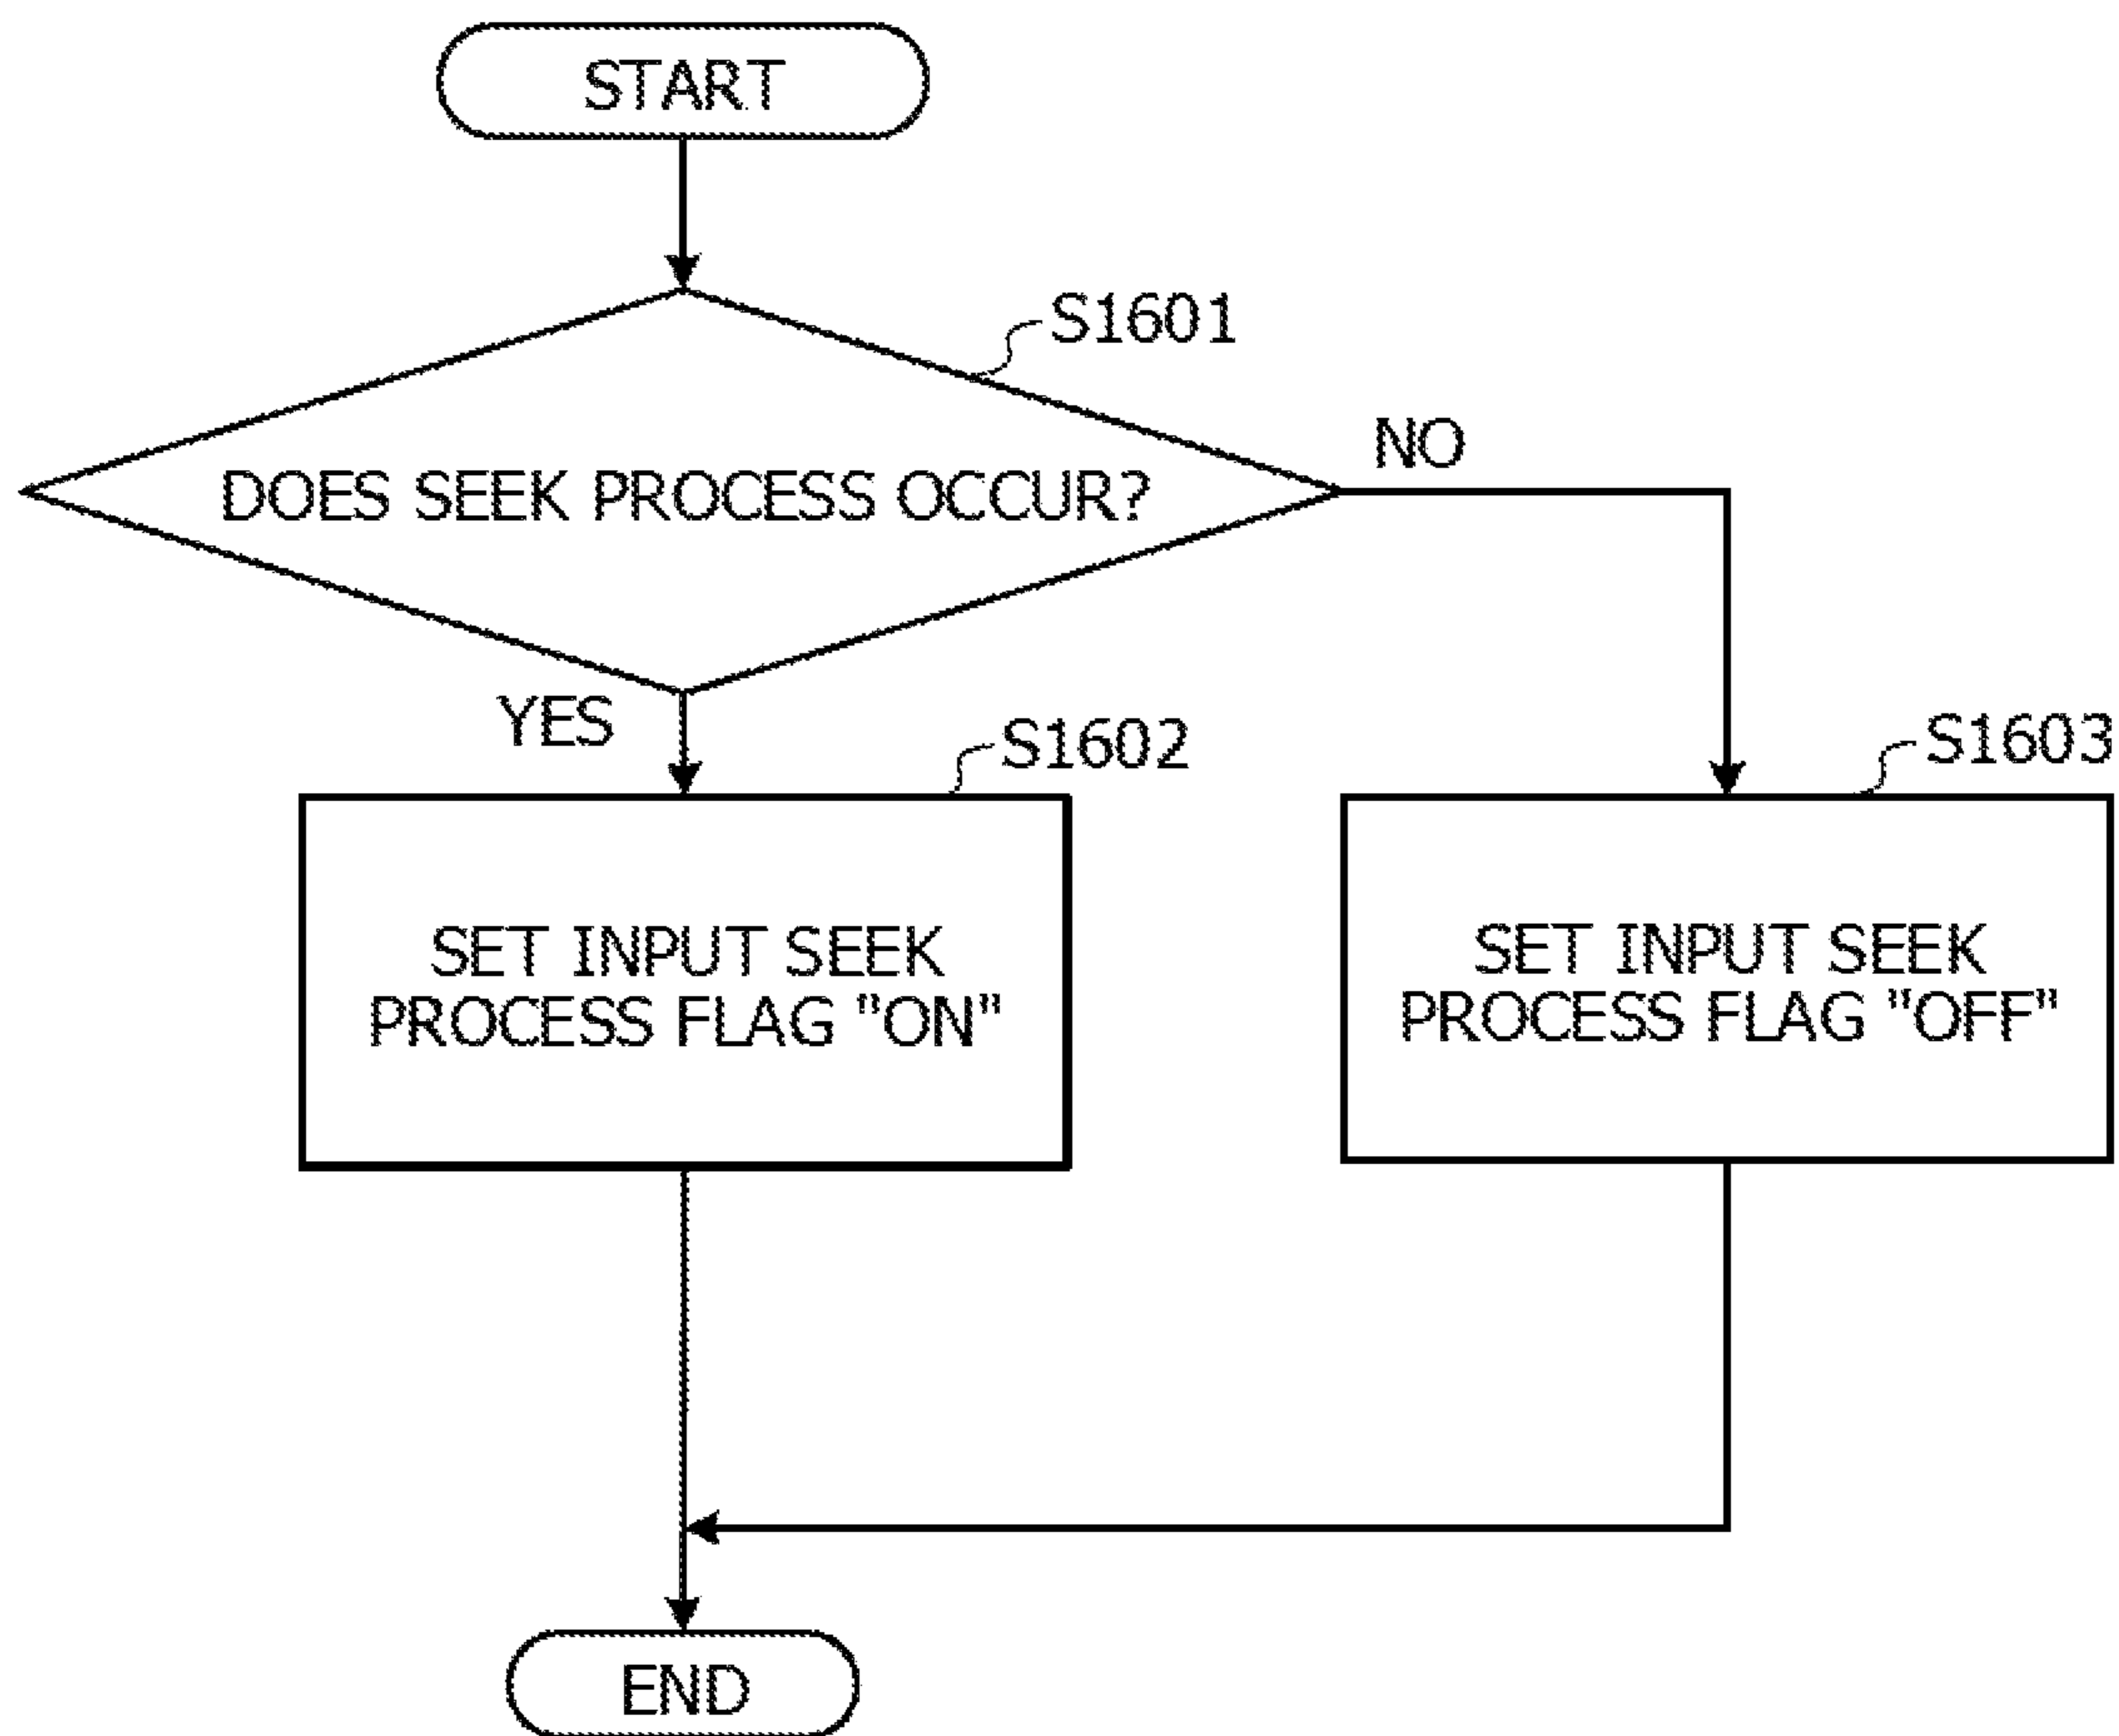 START
S1601
DOES SEEK PROCESS OCCUR?
NO
YES
S1602
S1603
SET INPUT SEEK
PROCESS FLAG "ON"
SET INPUT SEEK
PROCESS FLAG "OFF"
END